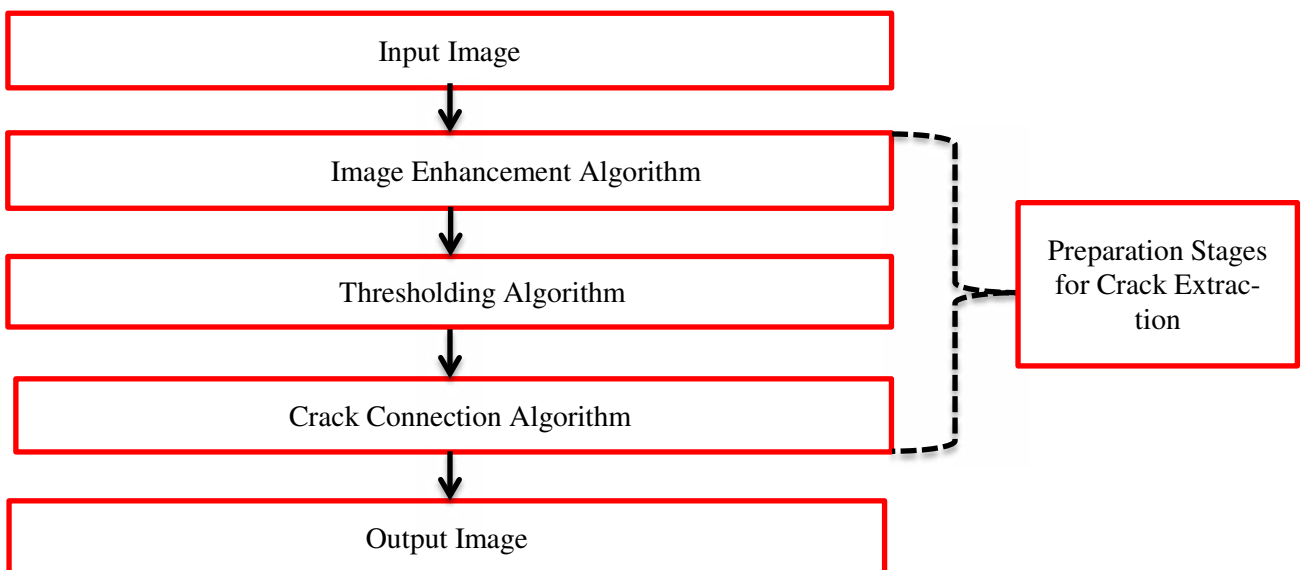 Input Image
Image Enhancement Algorithm
Thresholding Algorithm
Crack Connection Algorithm
Output Image
Preparation Stages
for Crack Extrac-
tion